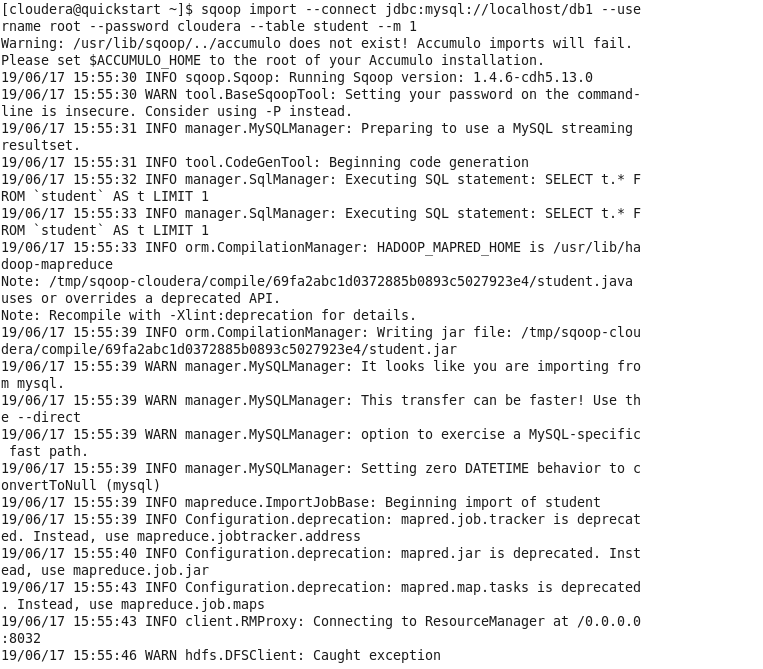 [cloudera@quickstart ~]$ sqoop import --connect jdbc:mysql://localhost/db1 --use
rname root --password cloudera --table student --m 1
Warning: /usr/lib/sqoop/../accumulo does not exist! Accumulo imports will fail.
Please set $ACCUMULO_HOME to the root of your Accumulo installation.
19/06/17 15:55:30 INFO sqoop.Sqoop: Running Sqoop version: 1.4.6-cdh5.13.0
19/06/17 15:55:30 WARN tool.BaseSqoopTool: Setting your password on the command-
line is insecure. Consider using -P instead.
19/06/17 15:55:31 INFO manager.MySQLManager: Preparing to use a MySQL streaming
resultset.
19/06/17 15:55:31 INFO tool.CodeGenTool: Beginning code generation
19/06/17 15:55:32 INFO manager.SqlManager: Executing SQL statement: SELECT t.* F
ROM `student` AS t LIMIT 1
19/06/17 15:55:33 INFO manager.SqlManager: Executing SQL statement: SELECT t.* F
ROM `student` AS t LIMIT 1
19/06/17 15:55:33 INFO orm.CompilationManager: HADOOP_MAPRED_HOME is /usr/lib/ha
doop-mapreduce
Note: /tmp/sqoop-cloudera/compile/69fa2abc1d0372885b0893c5027923e4/student.java
uses or overrides a deprecated API.
Note: Recompile with -Xlint:deprecation for details.
19/06/17 15:55:39 INFO orm.CompilationManager: Writing jar file: /tmp/sqoop-clou
dera/compile/69fa2abc1d0372885b0893c5027923e4/student.jar
19/06/17 15:55:39 WARN manager.MySQLManager: It looks like you are importing fro
m mysql.
19/06/17 15:55:39 WARN manager.MySQLManager: This transfer can be faster! Use th
e --direct
19/06/17 15:55:39 WARN manager.MySQLManager: option to exercise a MySQL-specific
 fast path.
19/06/17 15:55:39 INFO manager.MySQLManager: Setting zero DATETIME behavior to c
onvertToNull (mysql)
19/06/17 15:55:39 INFO mapreduce.ImportJobBase: Beginning import of student
19/06/17 15:55:39 INFO Configuration.deprecation: mapred.job.tracker is deprecat
ed. Instead, use mapreduce.jobtracker.address
19/06/17 15:55:40 INFO Configuration.deprecation: mapred.jar is deprecated. Inst
ead, use mapreduce.job.jar
19/06/17 15:55:43 INFO Configuration.deprecation: mapred.map.tasks is deprecated
. Instead, use mapreduce.job.maps
19/06/17 15:55:43 INFO client.RMProxy: Connecting to ResourceManager at /0.0.0.0
:8032
19/06/17 15:55:46 WARN hdfs.DFSClient: Caught exception